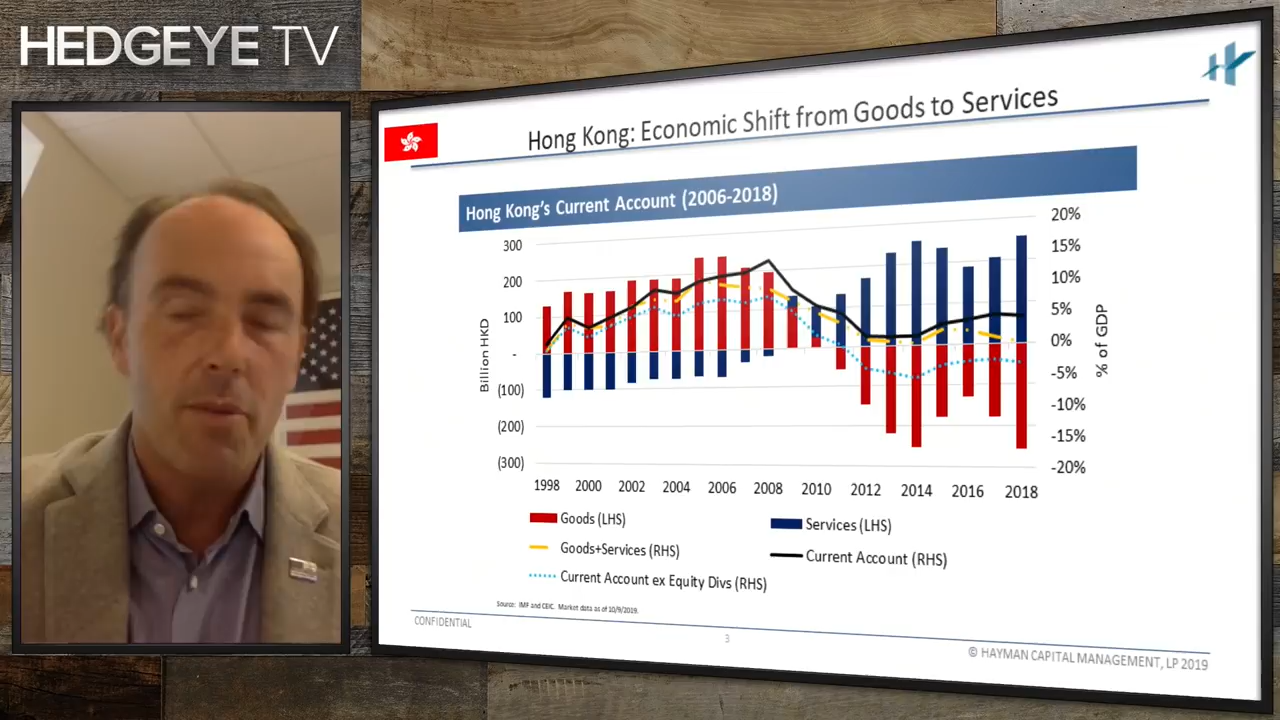 HEDGEYE TV
Hong Kong: Economic Shift from Goods to Services
Hong Kong's Current Account (2006-2018)
300
200
100
-
(100)
(200)
(300)
Billion HKD
20%
15%
10%
5%
0%
-5%
-10%
-15%
-20%
% of GDP
1998 2000 2002 2004 2006 2008 2010 2012 2014 2016 2018
Goods (LHS)
Services (LHS)
Goods+Services (RHS)
Current Account (RHS)
Current Account ex Equity Divs (RHS)
Source: IMF and CEIC. Market data as of 10/9/2019.
CONFIDENTIAL
3
© HAYMAN CAPITAL MANAGEMENT, LP 2019